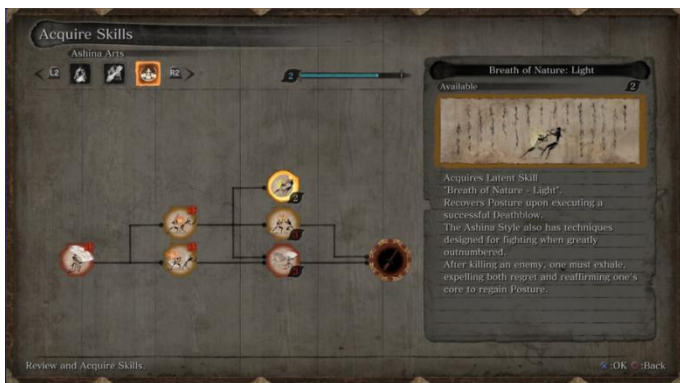 Acquire Skills
Ashina Arts
L2
R2
2
Breath of Nature: Light
Available
2
Acquires Latent Skill
"Breath of Nature - Light".
Recovers Posture upon executing a
successful Deathblow.
The Ashina Style also has techniques
designed for fighting when greatly
outnumbered.
After killing an enemy, one must exhale,
expelling both regret and reaffirming one's
core to regain Posture.
2
3
3
Review and Acquire Skills.
:OK
:Back